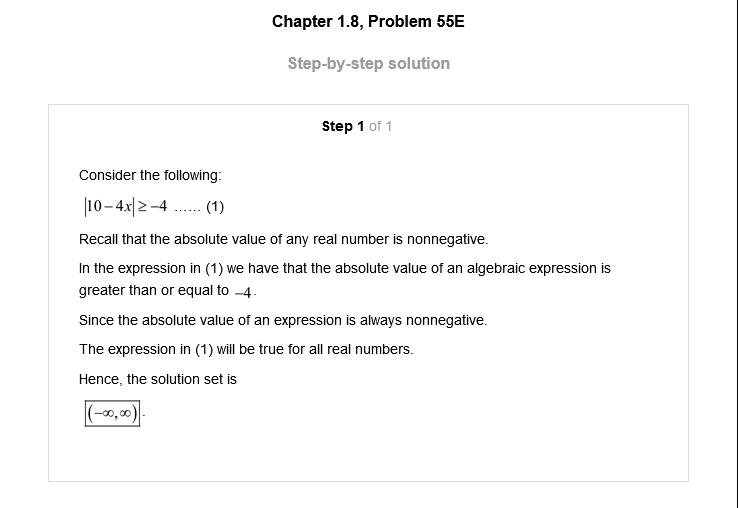 Chapter 1.8, Problem 55E
Step-by-step solution
Step 1 of 1
Consider the following:
|10−4x| ≥ −4 ...... (1)
Recall that the absolute value of any real number is nonnegative.
In the expression in (1) we have that the absolute value of an algebraic expression is
greater than or equal to −4.
Since the absolute value of an expression is always nonnegative.
The expression in (1) will be true for all real numbers.
Hence, the solution set is
(−∞,∞).